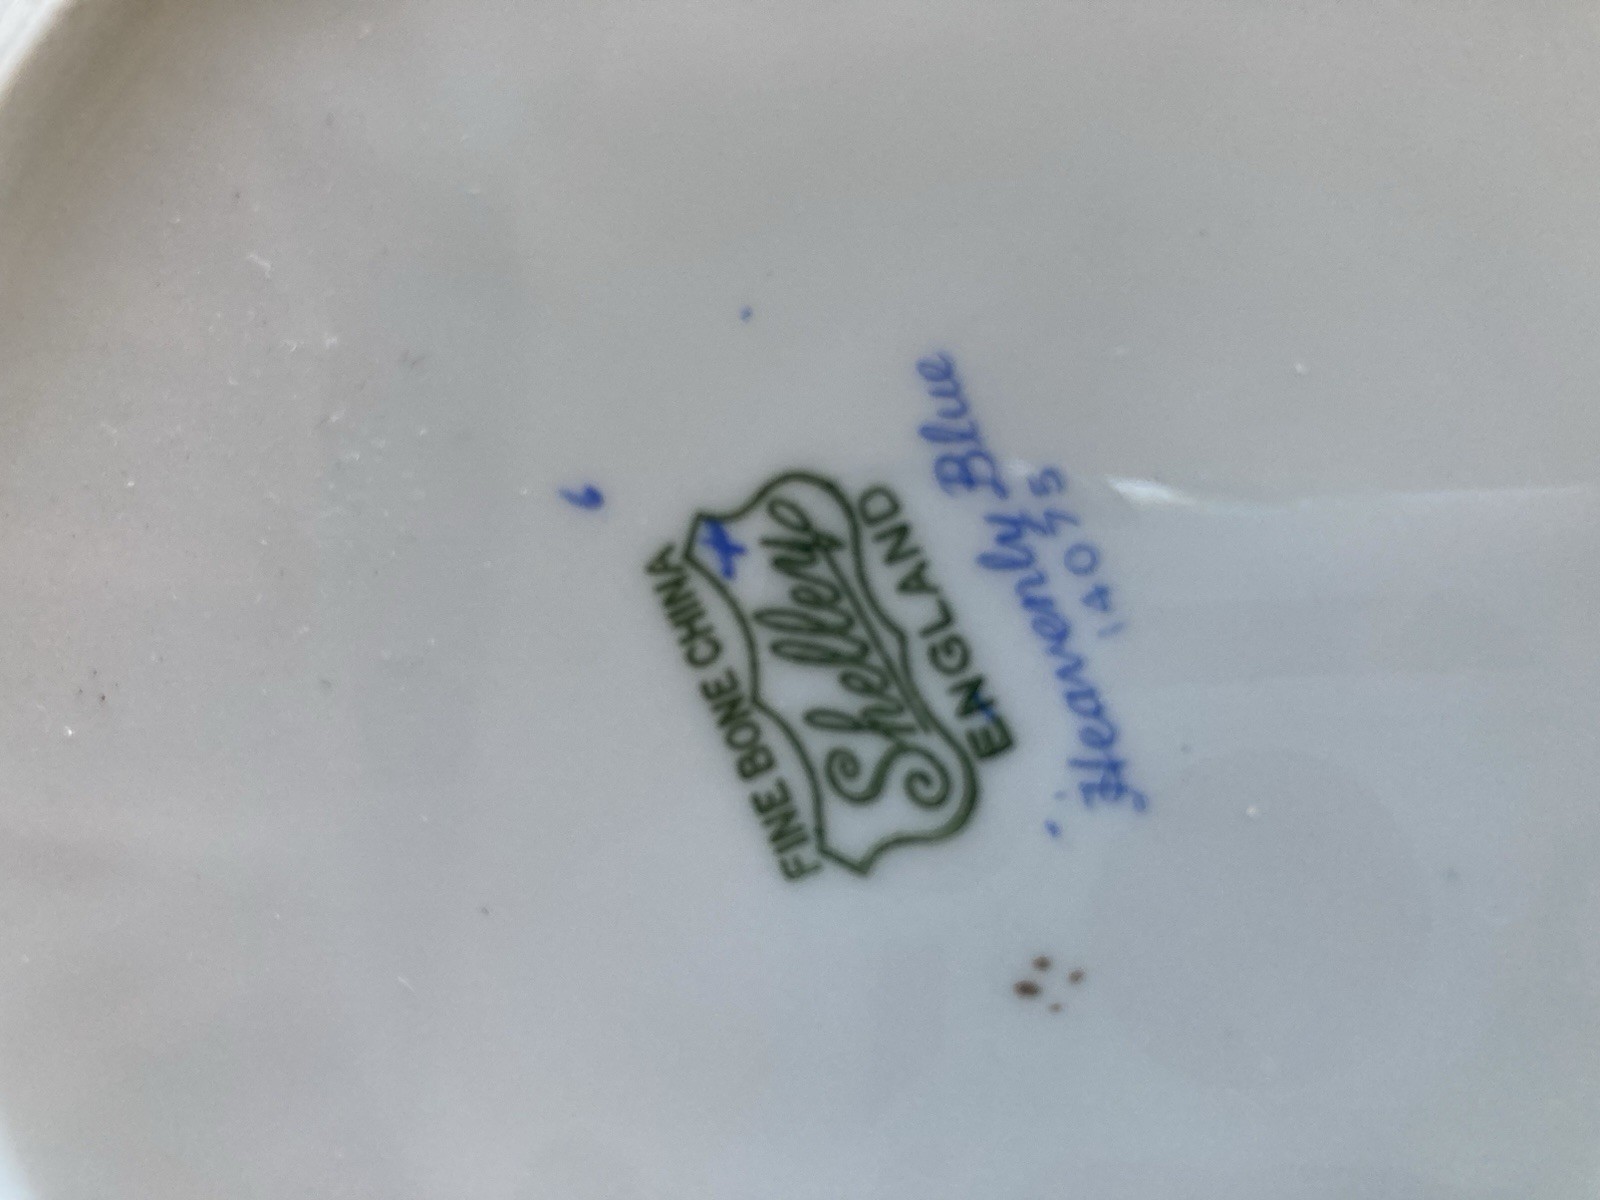 FINE BONE CHINA
Shelley
ENGLAND
Heavenly Blue
14075